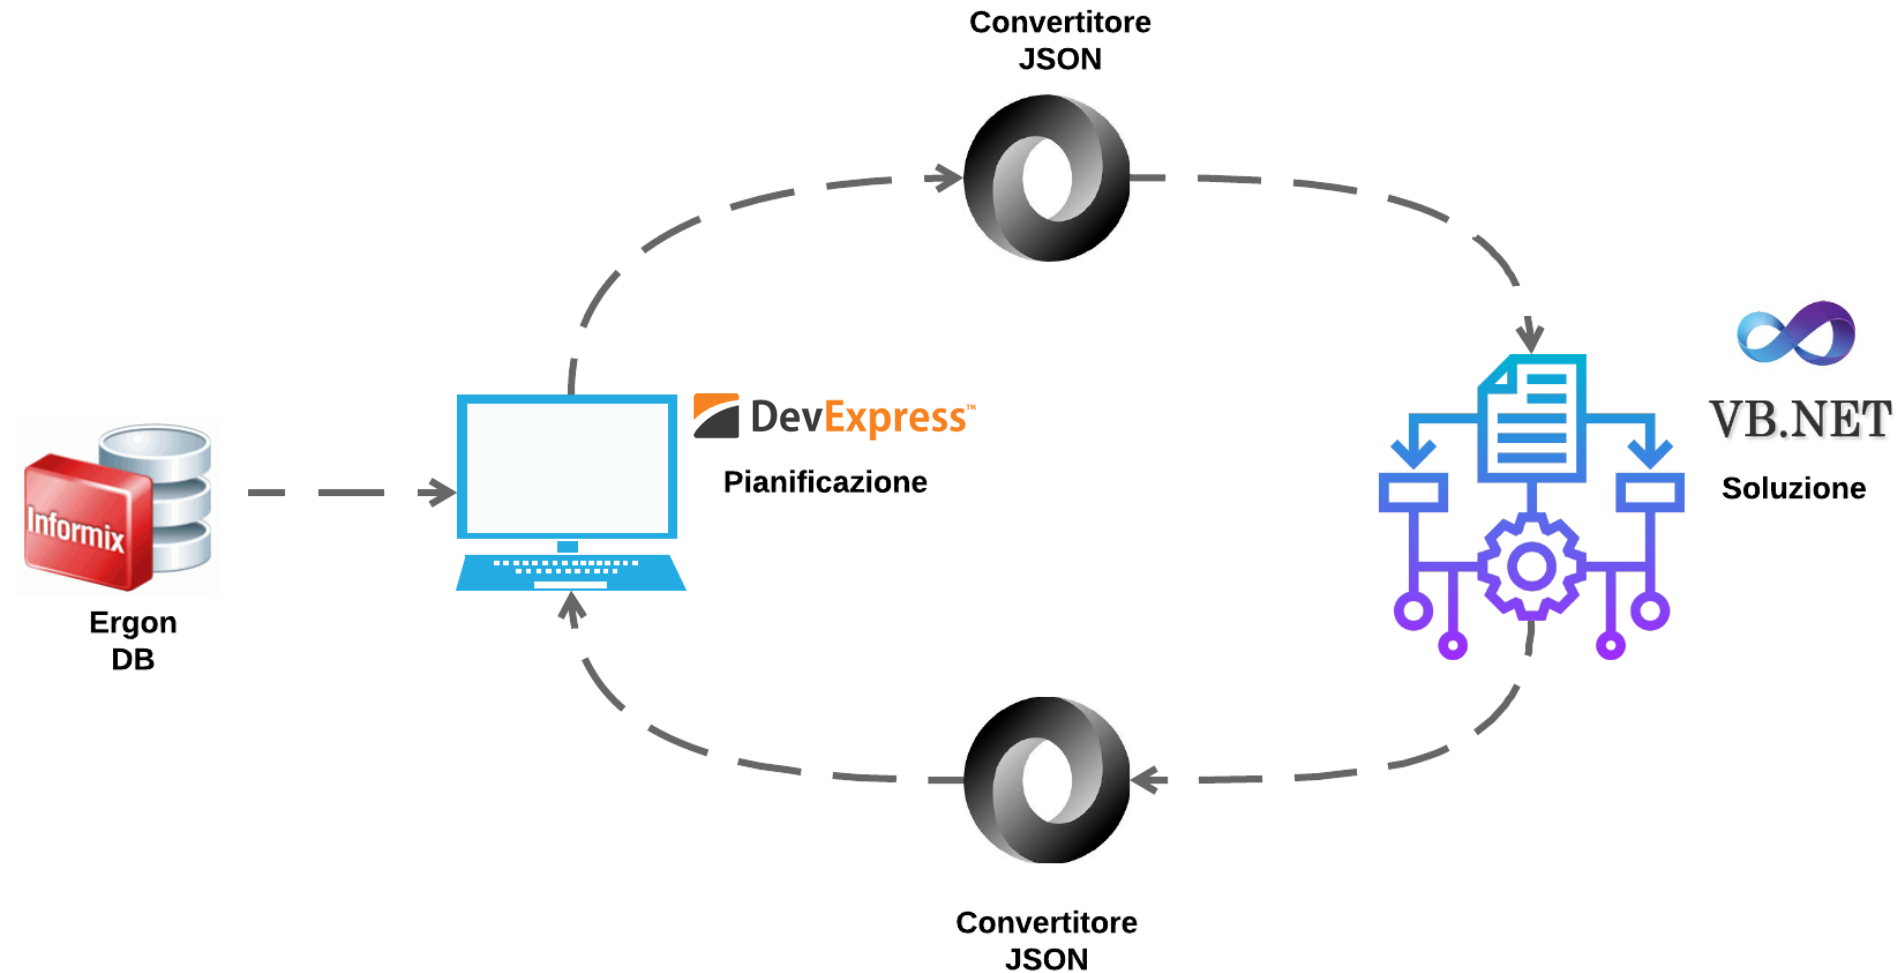 Convertitore
JSON
DevExpress™
Pianificazione
VB.NET
Soluzione
Informix
Ergon
DB
Convertitore
JSON